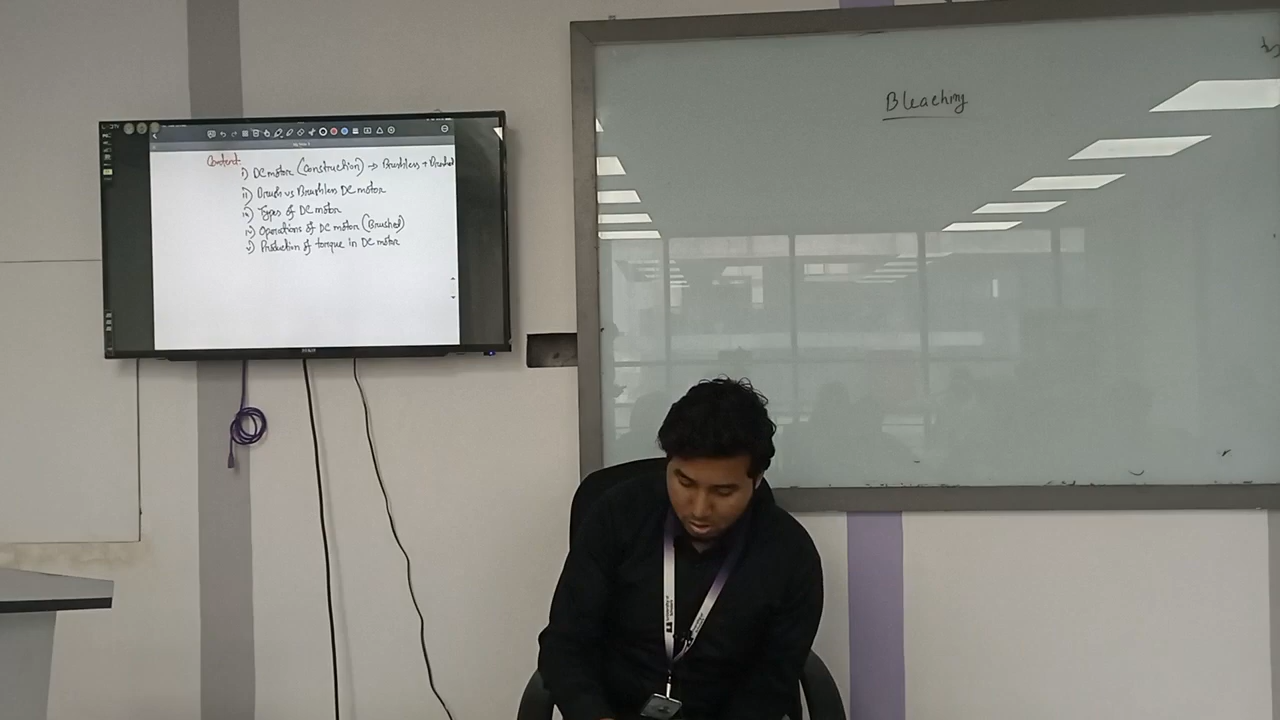 Content:
i) DC motor (Construction) → Brushless + Brushed
ii) Brush vs Brushless DC motor
iii) Types of DC motor
iv) Operations of DC motor (Brushed)
v) Production of torque in DC motor
Bleaching